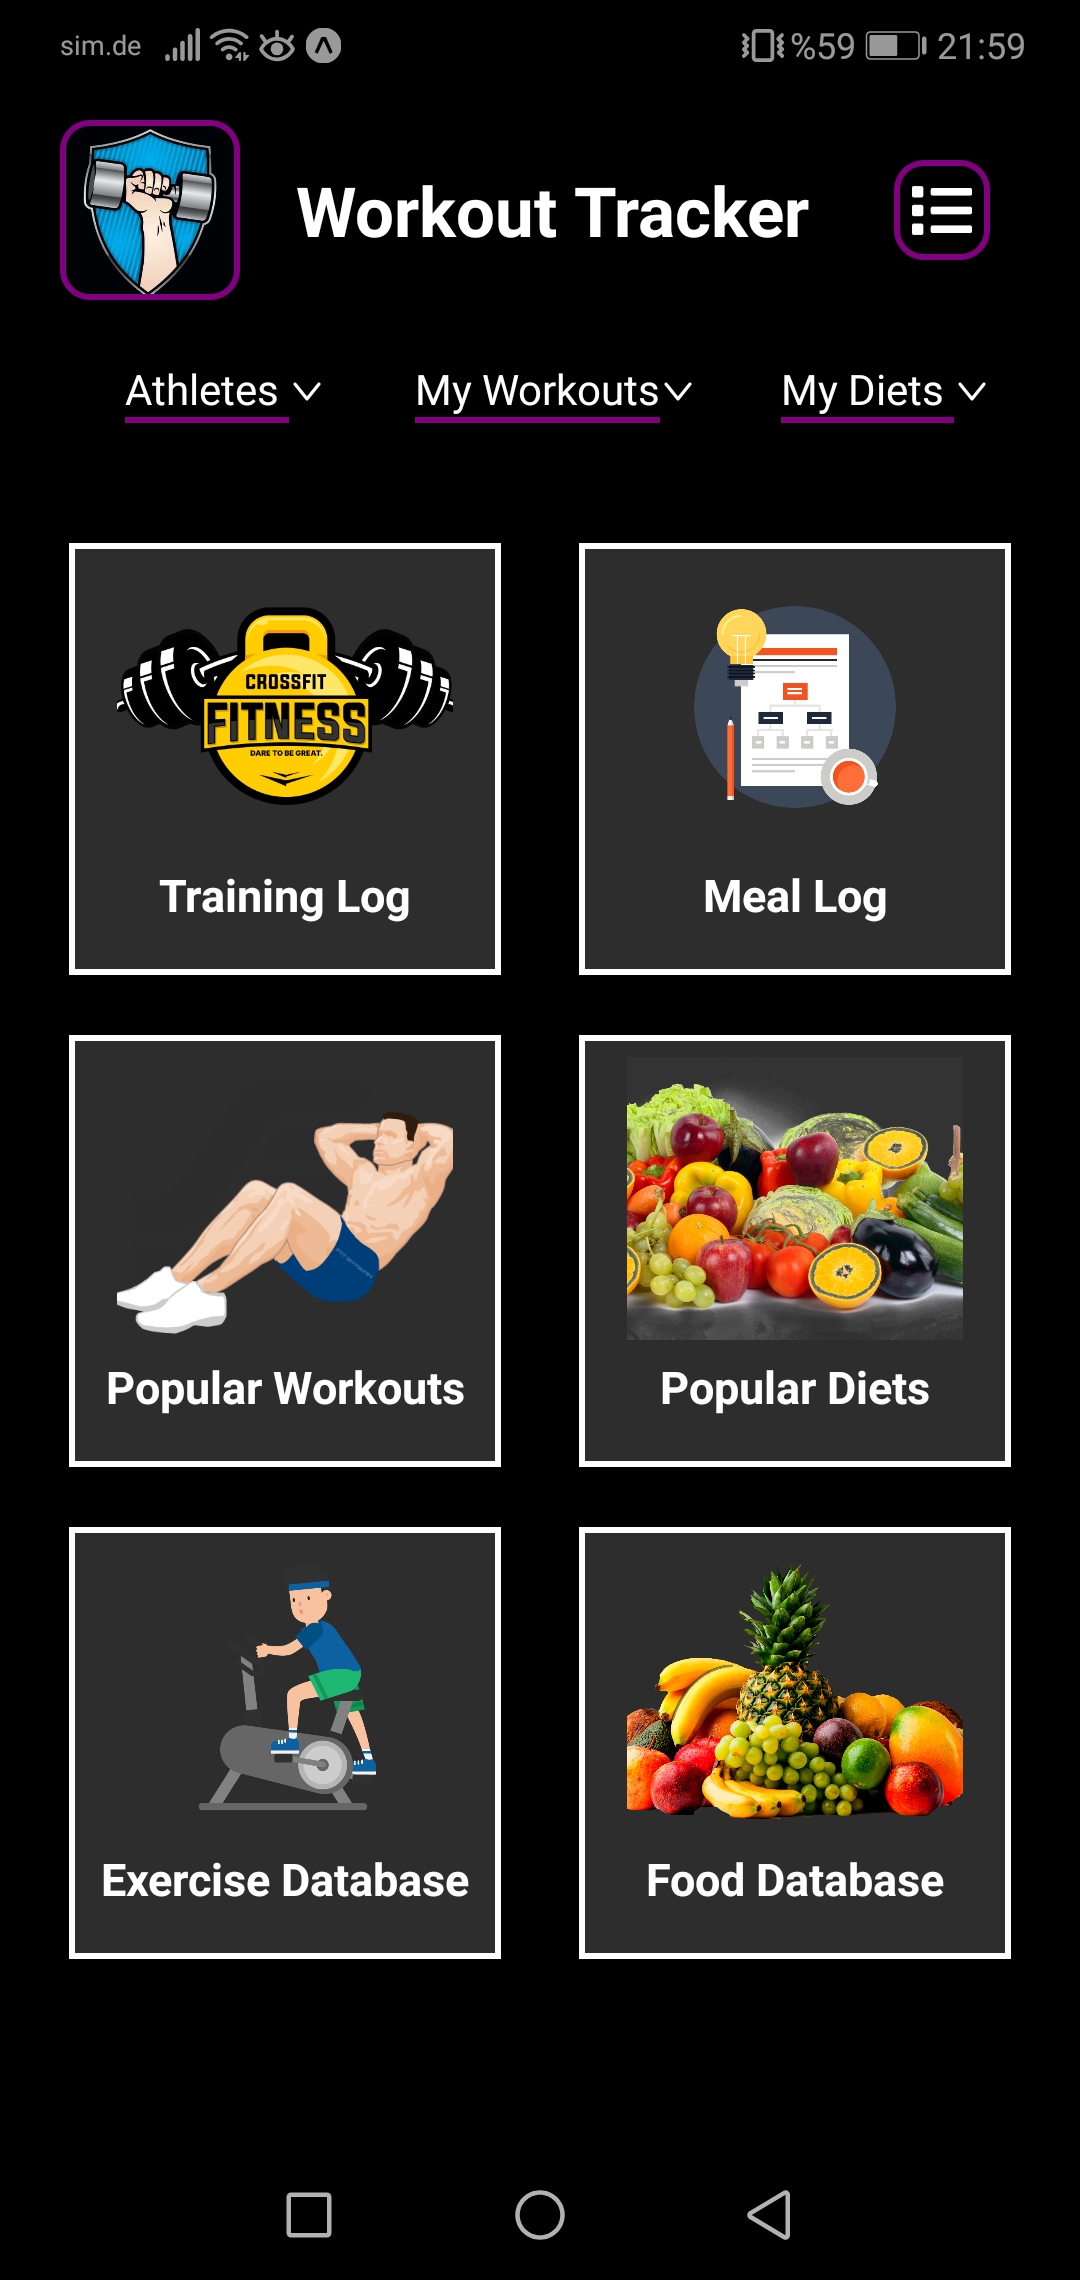 sim.de %59 21:59
Workout Tracker
Athletes My Workouts My Diets
CROSSFIT
FITNESS
DARE TO BE GREAT.
Training Log Meal Log
Popular Workouts Popular Diets
Exercise Database Food Database